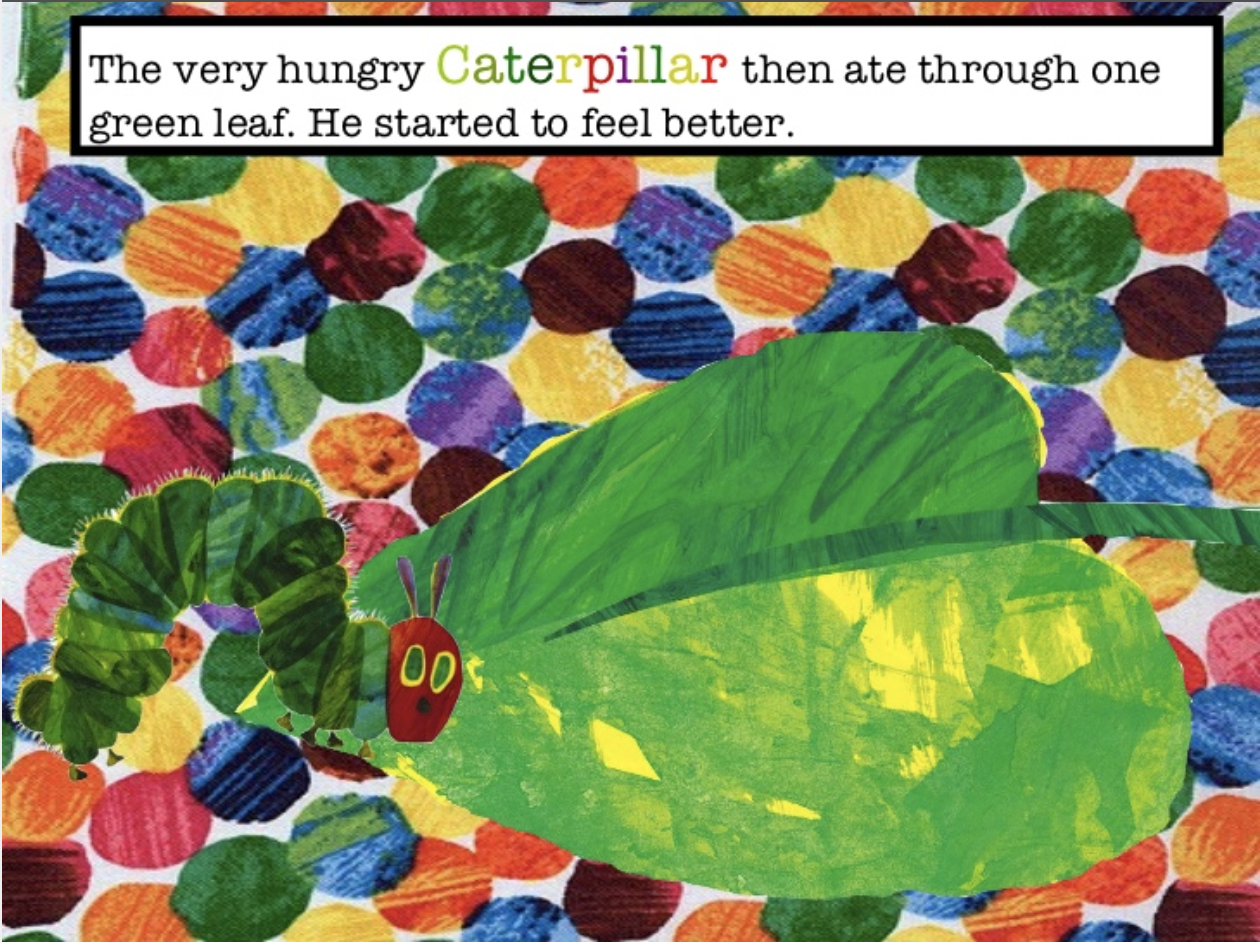 The very hungry Caterpillar then ate through one
green leaf. He started to feel better.